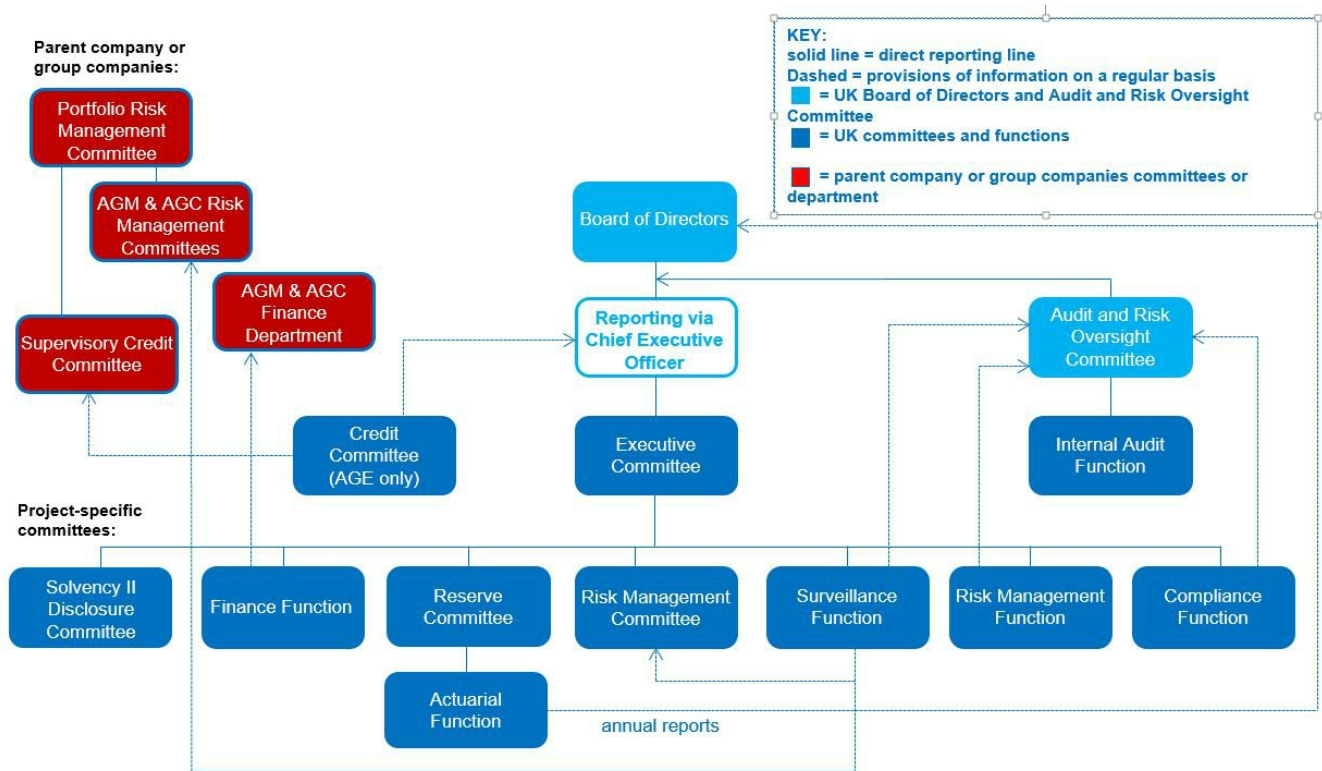 Parent company or
group companies:
KEY:
solid line = direct reporting line
Dashed = provisions of information on a regular basis
= UK Board of Directors and Audit and Risk Oversight
Committee
= UK committees and functions
= parent company or group companies committees or
department
Portfolio Risk
Management
Committee
AGM & AGC Risk
Management
Committees
Board of Directors
AGM & AGC
Finance
Department
Supervisory Credit
Committee
Reporting via
Chief Executive
Officer
Audit and Risk
Oversight
Committee
Credit
Committee
(AGE only)
Executive
Committee
Internal Audit
Function
Project-specific
committees:
Solvency II
Disclosure
Committee
Finance Function
Reserve
Committee
Risk Management
Committee
Surveillance
Function
Risk Management
Function
Compliance
Function
Actuarial
Function
annual reports